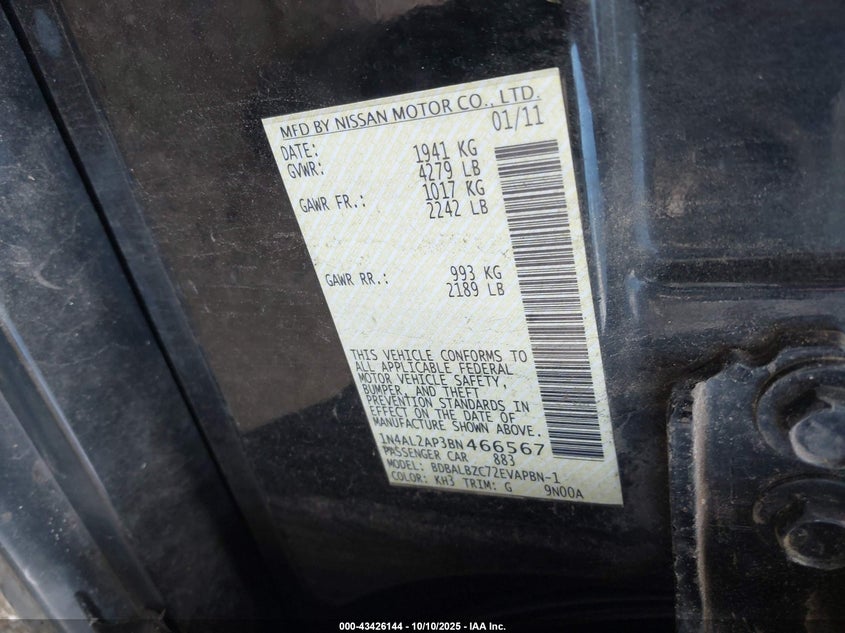 MFD BY NISSAN MOTOR CO., LTD.
DATE: 01/11
GVWR: 1941 KG
4279 LB
GAWR FR.: 1017 KG
2242 LB
GAWR RR.: 993 KG
2189 LB
THIS VEHICLE CONFORMS TO
ALL APPLICABLE FEDERAL
MOTOR VEHICLE SAFETY,
BUMPER, AND THEFT
PREVENTION STANDARDS IN
EFFECT ON THE DATE OF
MANUFACTURE SHOWN ABOVE.
1N4AL2AP3BN466567
PASSENGER CAR 883
MODEL: BDBALBZC72EVAPBN-1
COLOR: KH3 TRIM: G 9N00A
000-43426144 - 10/10/2025 - IAA Inc.